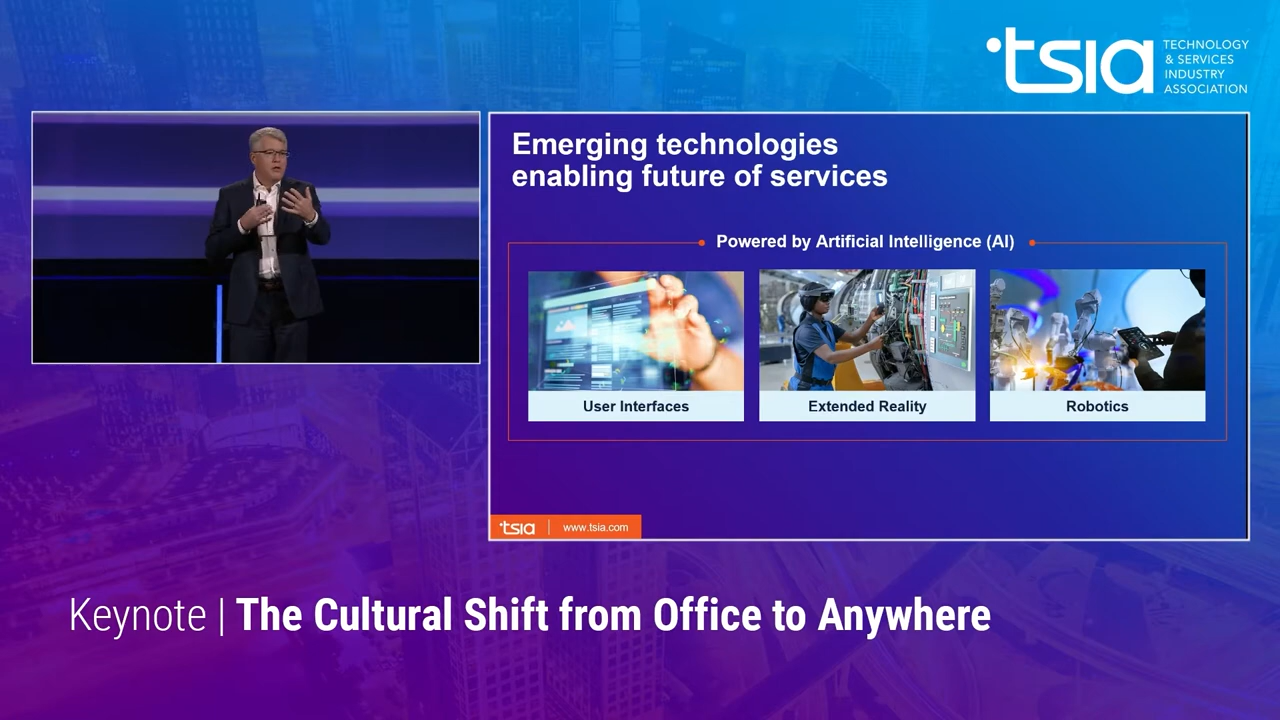 tsia
TECHNOLOGY
& SERVICES
INDUSTRY
ASSOCIATION
Emerging technologies
enabling future of services
Powered by Artificial Intelligence (AI)
User Interfaces
Extended Reality
Robotics
tsia | www.tsia.com
Keynote | The Cultural Shift from Office to Anywhere